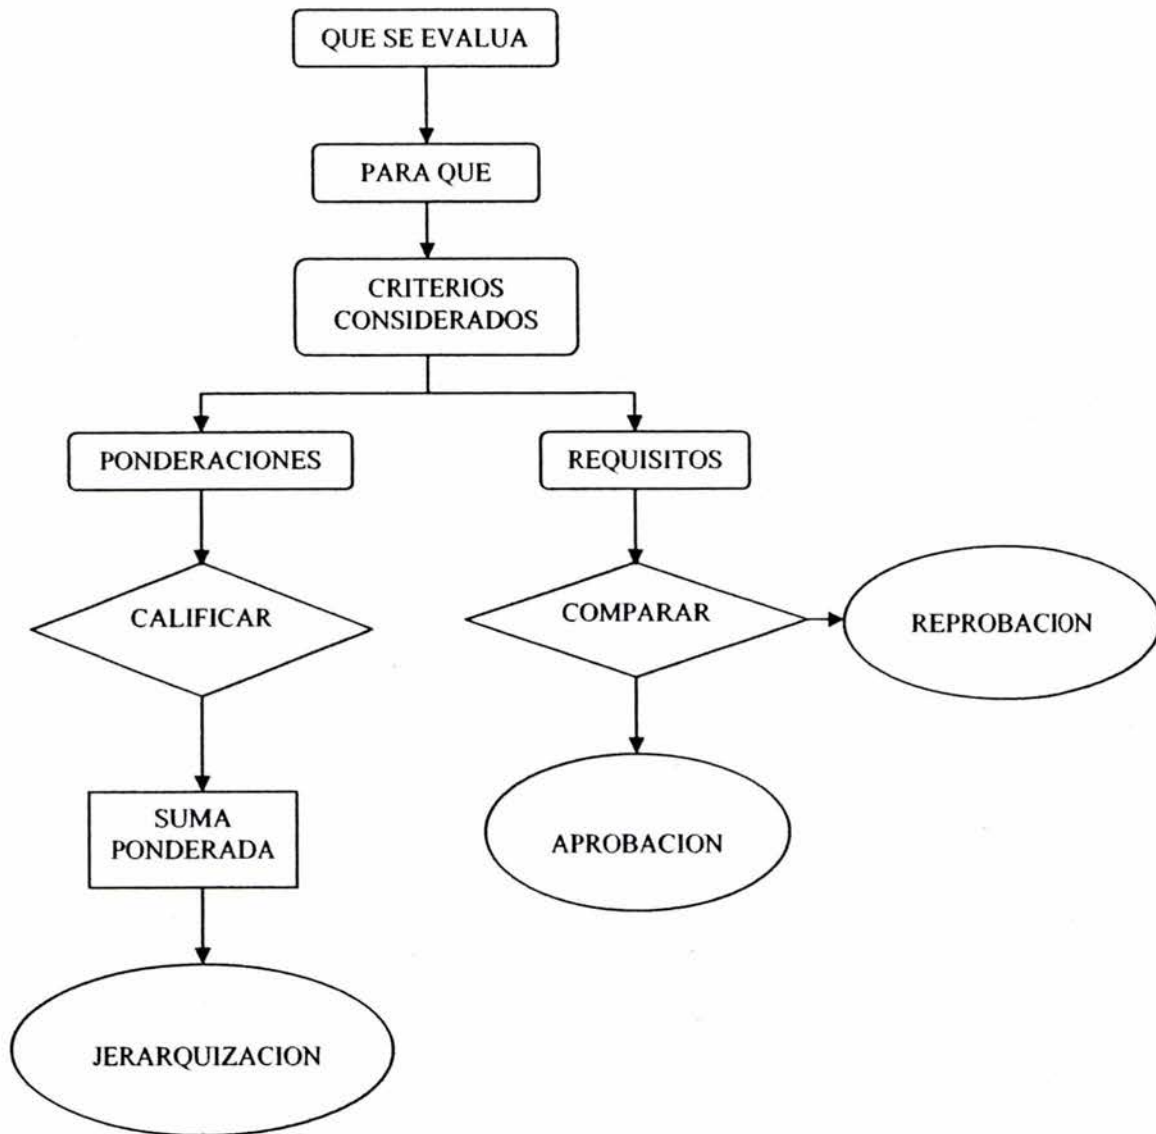 QUE SE EVALUA
PARA QUE
CRITERIOS
CONSIDERADOS
PONDERACIONES
REQUISITOS
CALIFICAR
COMPARAR
REPROBACION
SUMA
PONDERADA
APROBACION
JERARQUIZACION